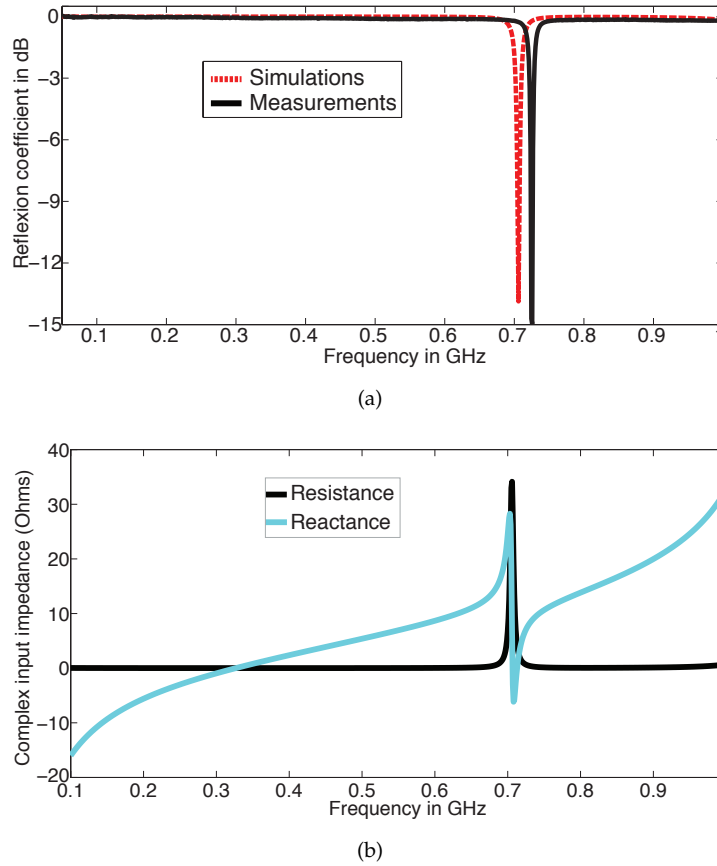 0
−3
−6
−9
−12
−15
Reflexion coefficient in dB
Simulations
Measurements
0.1 0.2 0.3 0.4 0.5 0.6 0.7 0.8 0.9 1
Frequency in GHz
(a)
40
30
20
10
0
−10
−20
Complex input impedance (Ohms)
Resistance
Reactance
0.1 0.2 0.3 0.4 0.5 0.6 0.7 0.8 0.9
Frequency in GHz
(b)